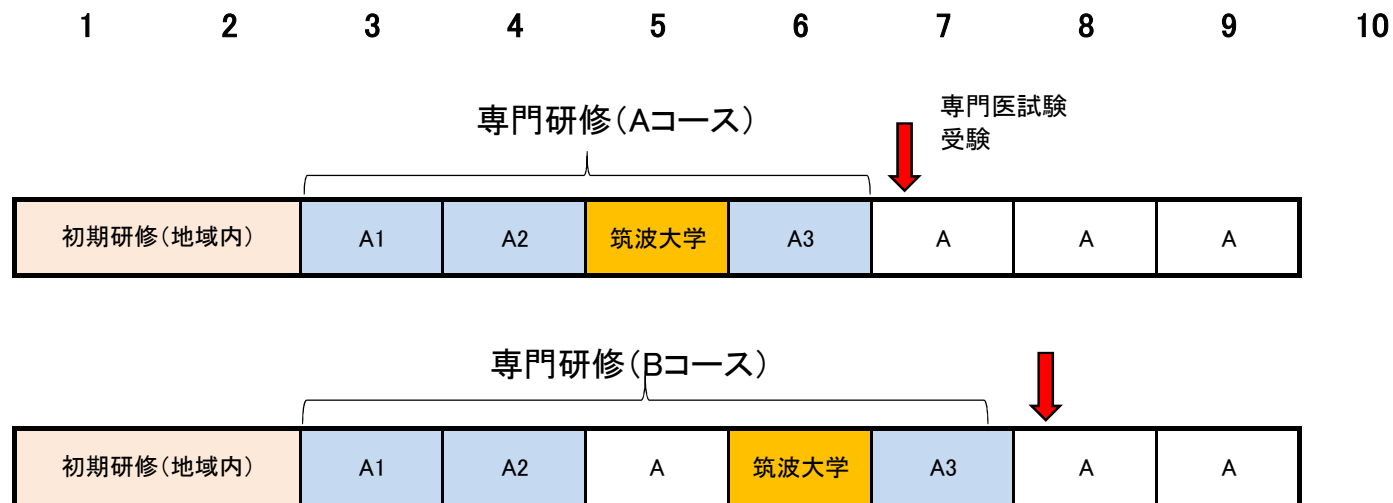 1 2 3 4 5 6 7 8 9 10
専門研修（Aコース）
専門医試験
受験
初期研修（地域内） A1 A2 筑波大学 A3 A A A
専門研修（Bコース）
初期研修（地域内） A1 A2 A 筑波大学 A3 A A